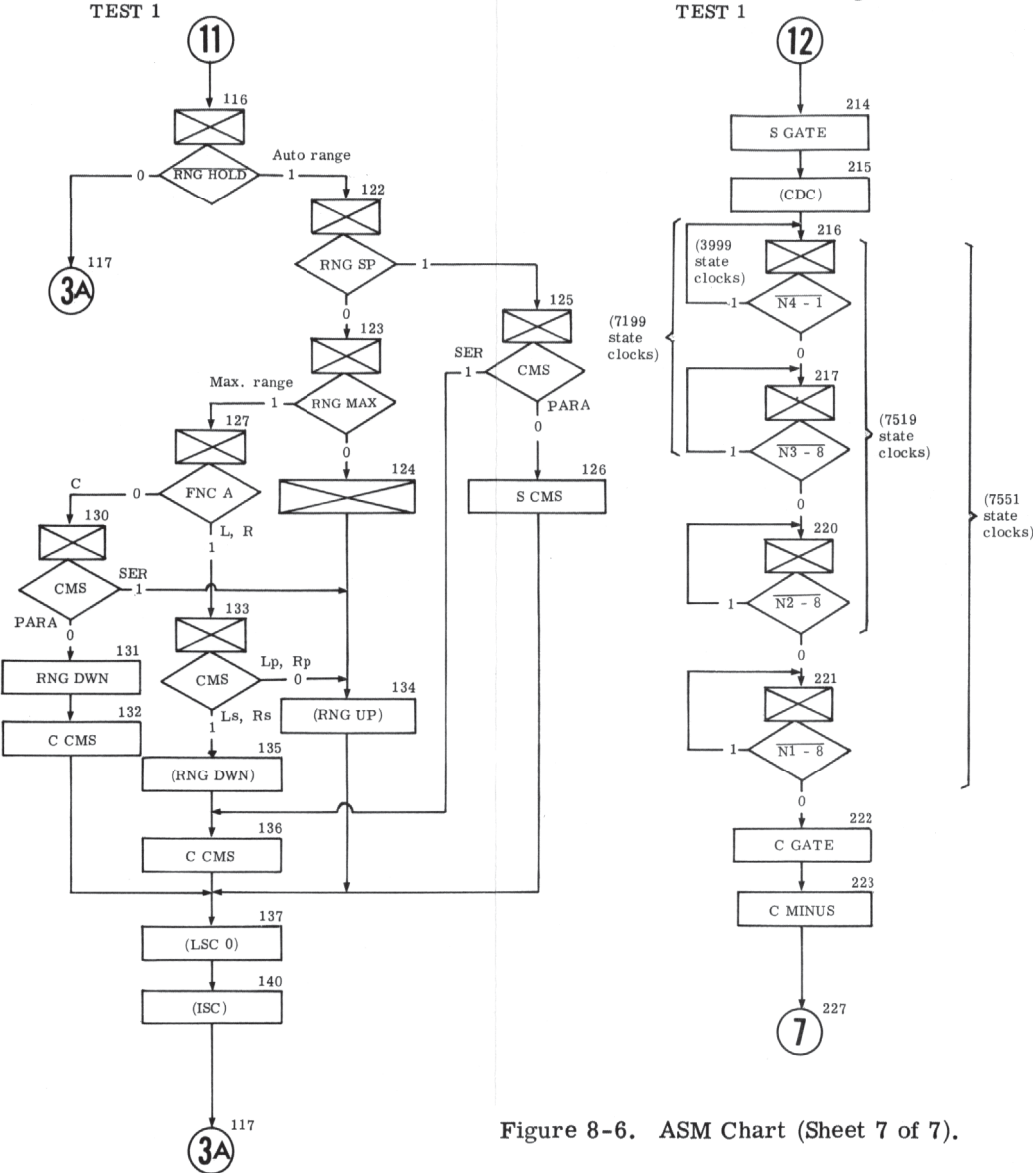 TEST 1
11
116
RNG HOLD
0
1
Auto range
117
3A
122
RNG SP
1
0
123
RNG MAX
Max. range
1
0
125
CMS
SER
1
PARA
0
126
S CMS
124
127
FNC A
C
0
L, R
1
130
CMS
SER
1
PARA
0
131
RNG DWN
132
C CMS
133
CMS
Lp, Rp
0
Ls, Rs
1
134
(RNG UP)
135
(RNG DWN)
136
C CMS
137
(LSC 0)
140
(ISC)
117
3A
TEST 1
12
214
S GATE
215
(CDC)
216
(3999
state
clocks)
N4 - 1
1
0
(7199
state
clocks)
217
N3 - 8
1
0
(7519
state
clocks)
220
N2 - 8
1
0
(7551
state
clocks)
221
N1 - 8
1
0
222
C GATE
223
C MINUS
227
7
Figure 8-6. ASM Chart (Sheet 7 of 7).